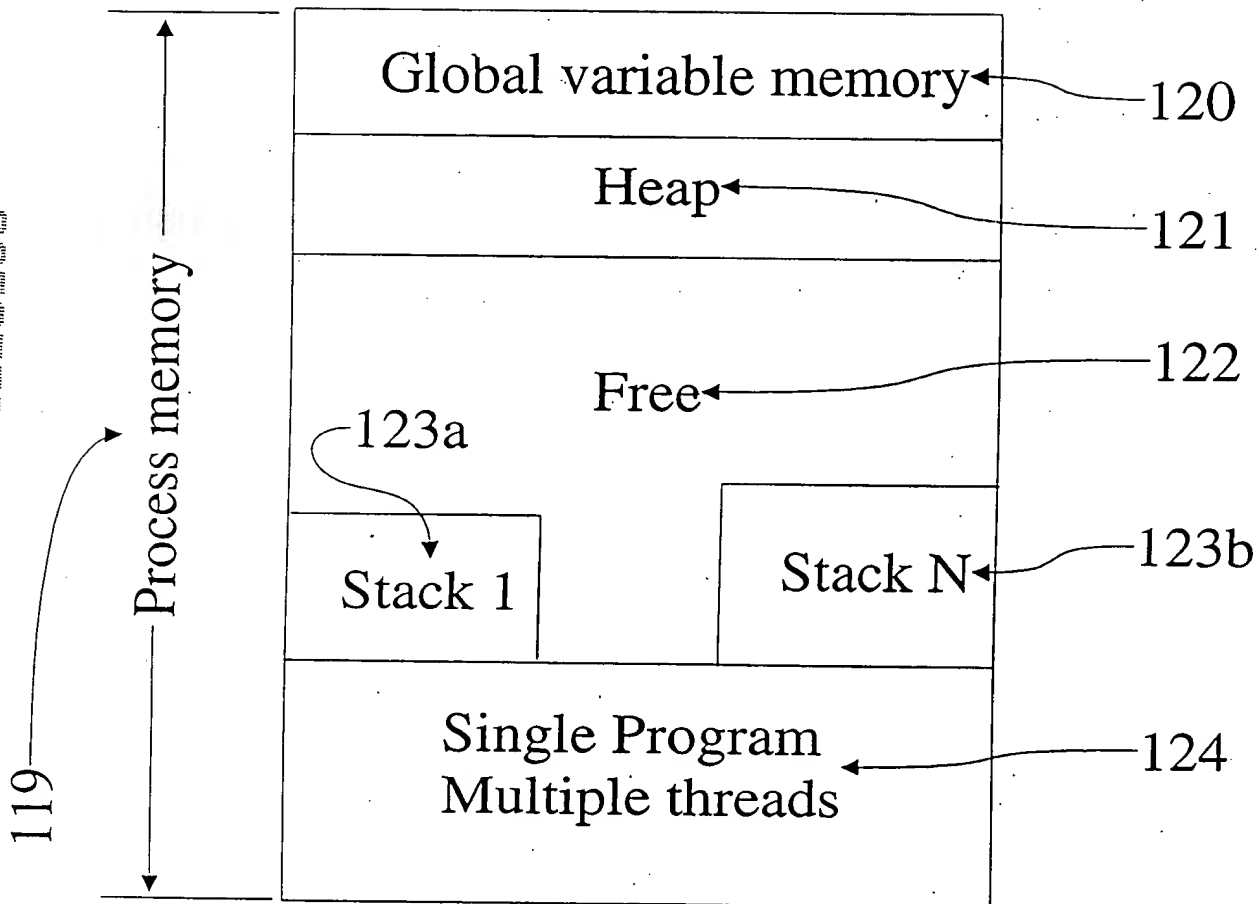 Global variable memory
120
Heap
121
Process memory
119
Free
122
123a
Stack 1
Stack N
123b
Single Program
Multiple threads
124